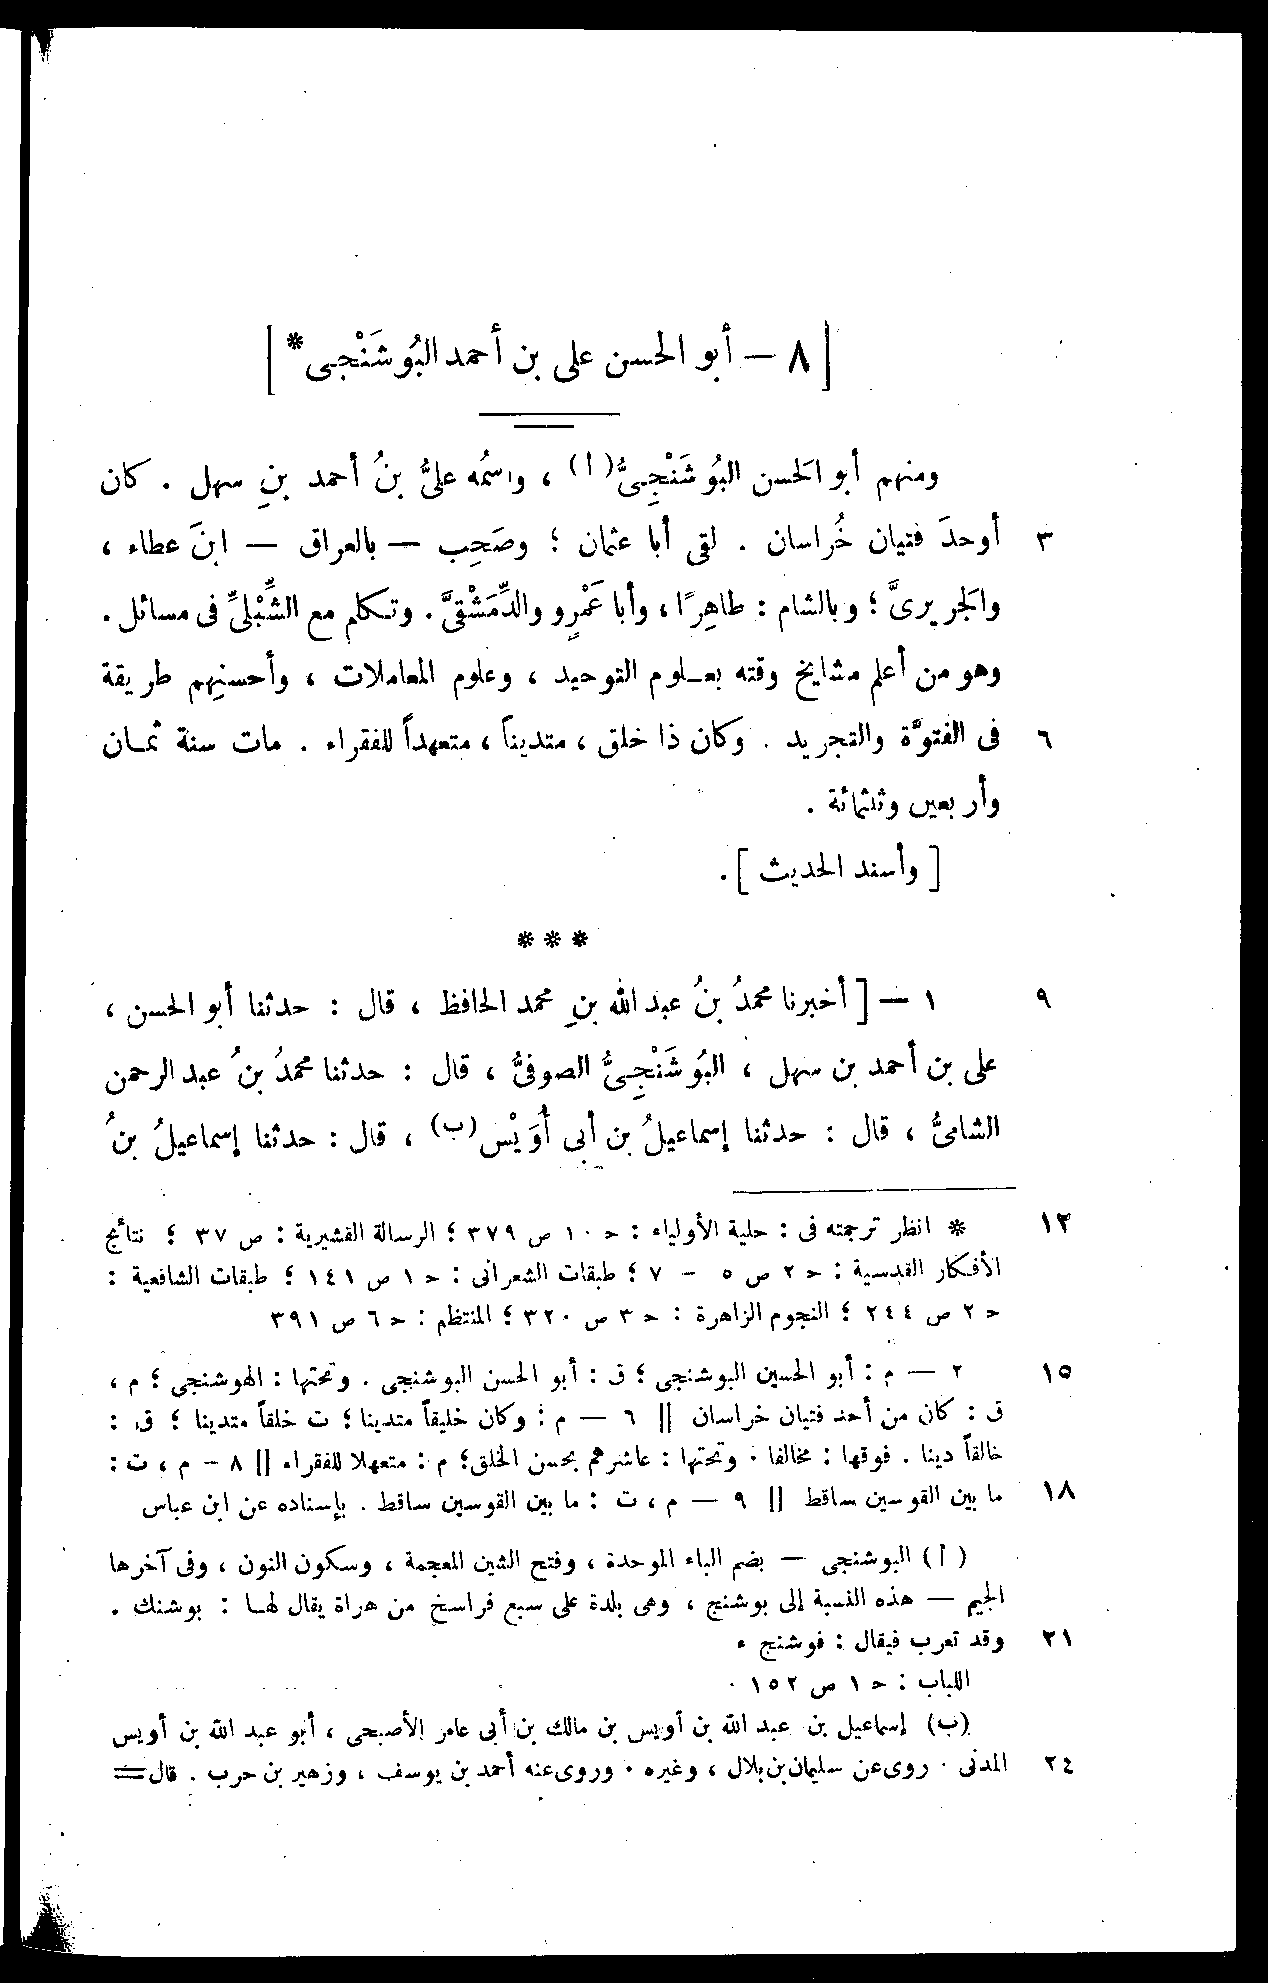 [ ٨ — أبو الحسن على بن أحمد البُوشَنْجى * ]
ومنهم أبو الحَسن البُوشَنْجِىُّ(أ) ، واسمُه علىُّ بنُ أحمد بنِ سهل . كان
٣ أوحدَ فتيان خُراسان . لقى أبا عثمان ؛ وصَحِب — بالعراق — ابنَ عطاء ،
والجَريرىَّ ؛ وبالشام : طاهِرًا ، وأبا عَمْرٍو والدِّمَشْقىَّ . وتكلم مع الشِّبْلىِّ فى مسائل .
وهو من أعلم مشايخ وقته بعلوم التوحيد ، وعلوم المعاملات ، وأحسنِهم طريقة
٦ فى الفتوَّة والتجريد . وكان ذا خلق ، متديناً ، متعهداً للفقراء . مات سنة ثمان
وأربعين وثلثمائة .
[ وأسند الحديث ] .
***
٩ ١ — [ أخبرنا محمدُ بنُ عبد الله بنِ محمد الحافظ ، قال : حدثنا أبو الحسن ،
على بن أحمد بن سهل ، البُوشَنْجِىُّ الصوفىُّ ، قال : حدثنا محمدُ بنُ عبد الرحمن
الشامىُّ ، قال : حدثنا إسماعيلُ بن أبى أُوَيْس(ب) ، قال : حدثنا إسماعيلُ بنُ
١٢ * انظر ترجمته فى : حلية الأولياء : حـ ١٠ ص ٣٧٩ ؛ الرسالة القشيرية : ص ٣٧ ؛ نتائج
الأفكار القدسية : حـ ٢ ص ٥ – ٧ ؛ طبقات الشعرانى : حـ ١ ص ١٤١ ؛ طبقات الشافعية :
حـ ٢ ص ٢٤٤ ؛ النجوم الزاهرة : حـ ٣ ص ٣٢٠ ؛ المنتظم : حـ ٦ ص ٣٩١
١٥ ٢ — م : أبو الحسين البوشنجى ؛ ق : أبو الحسن البوشنجى . وتحتها : الهوشنجى ؛ م ،
ق : كان من أحد فتيان خراسان || ٦ — م : وكان خليقاً متدينا ؛ ت خلقاً متدينا ؛ ق :
خالقاً دينا . فوقها : مخالفا . وتحتها : عاشرهم بحسن الخلق ؛ م : متعهلا للفقراء || ٨ – م ، ت :
١٨ ما بين القوسين ساقط || ٩ — م ، ت : ما بين القوسين ساقط . بإسناده عن ابن عباس
(أ) البوشنجى — بضم الباء الموحدة ، وفتح الشين المعجمة ، وسكون النون ، وفى آخرها
الجيم — هذه النسبة إلى بوشنج ، وهى بلدة على سبع فراسخ من هراة يقال لها : بوشنك .
٢١ وقد تعرب فيقال : فوشنج .
اللباب : حـ ١ ص ١٥٢ .
(ب) إسماعيل بن عبد الله بن أويس بن مالك بن أبى عامر الأصبحى ، أبو عبد الله بن أويس
٢٤ المدنى . روى عن سليمان بن بلال ، وغيره . وروى عنه أحمد بن يوسف ، وزهير بن حرب . قال =